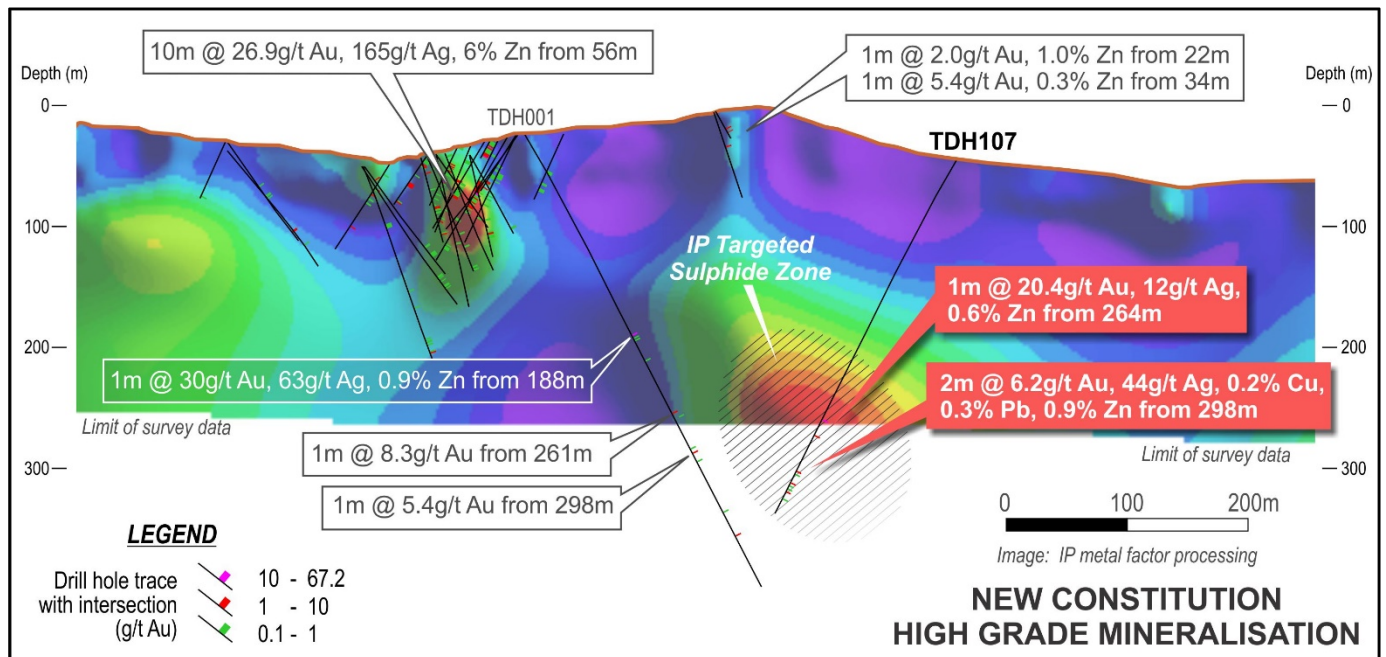 10m @ 26.9g/t Au, 165g/t Ag, 6% Zn from 56m
1m @ 2.0g/t Au, 1.0% Zn from 22m
1m @ 5.4g/t Au, 0.3% Zn from 34m
Depth (m)
Depth (m)
0
0
TDH001
TDH107
100
100
IP Targeted
Sulphide Zone
1m @ 20.4g/t Au, 12g/t Ag,
0.6% Zn from 264m
200
200
1m @ 30g/t Au, 63g/t Ag, 0.9% Zn from 188m
2m @ 6.2g/t Au, 44g/t Ag, 0.2% Cu,
0.3% Pb, 0.9% Zn from 298m
Limit of survey data
Limit of survey data
1m @ 8.3g/t Au from 261m
300
300
1m @ 5.4g/t Au from 298m
0 100 200m
Image: IP metal factor processing
LEGEND
Drill hole trace
with intersection
(g/t Au)
10 - 67.2
1 - 10
0.1 - 1
NEW CONSTITUTION
HIGH GRADE MINERALISATION